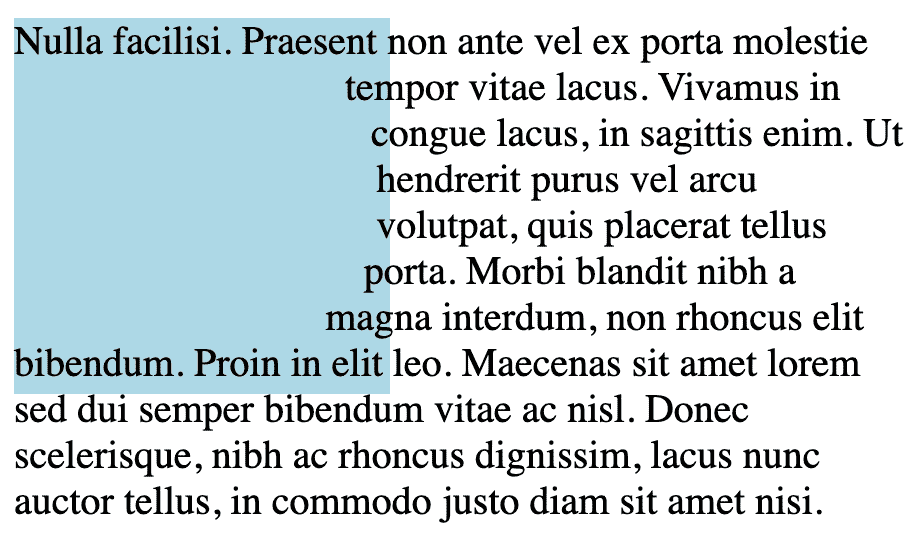 Nulla facilisi. Praesent non ante vel ex porta molestie
tempor vitae lacus. Vivamus in
congue lacus, in sagittis enim. Ut
hendrerit purus vel arcu
volutpat, quis placerat tellus
porta. Morbi blandit nibh a
magna interdum, non rhoncus elit
bibendum. Proin in elit leo. Maecenas sit amet lorem
sed dui semper bibendum vitae ac nisl. Donec
scelerisque, nibh ac rhoncus dignissim, lacus nunc
auctor tellus, in commodo justo diam sit amet nisi.